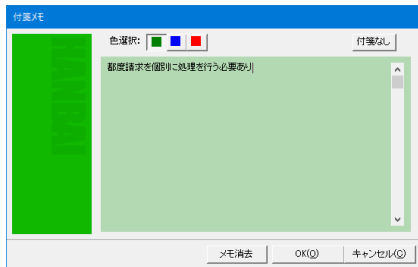 付箋メモ
色選択:
付箋なし
都度請求を個別に処理を行う必要あり
HANBAI
メモ消去
OK(O)
キャンセル(C)